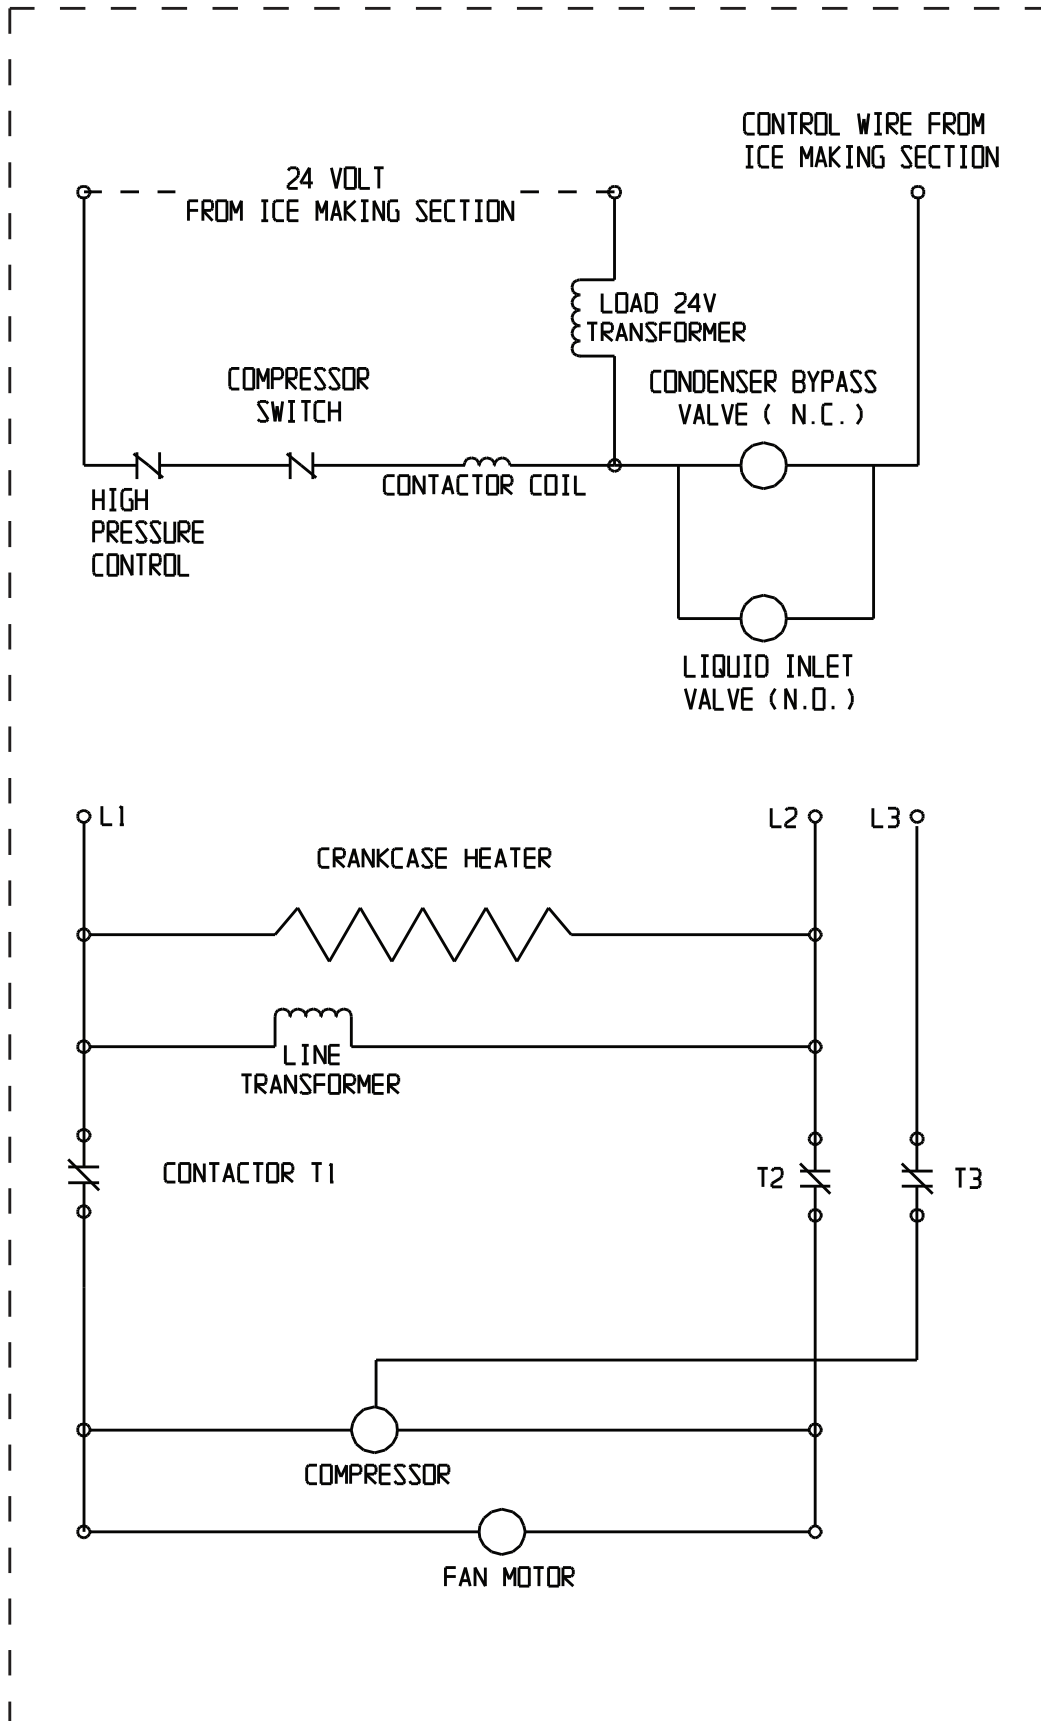 CONTROL WIRE FROM
ICE MAKING SECTION
24 VOLT
FROM ICE MAKING SECTION
LOAD 24V
TRANSFORMER
COMPRESSOR
SWITCH
CONDENSER BYPASS
VALVE ( N.C. )
CONTACTOR COIL
HIGH
PRESSURE
CONTROL
LIQUID INLET
VALVE (N.O. )
L1
L2
L3
CRANKCASE HEATER
LINE
TRANSFORMER
CONTACTOR T1
T2
T3
COMPRESSOR
FAN MOTOR